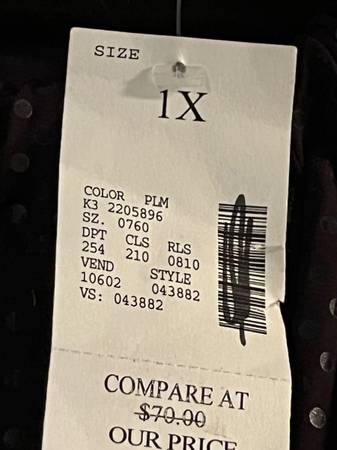 SIZE
1X
COLOR PLM
K3 2205896
SZ. 0760
DPT CLS RLS
254 210 0810
VEND STYLE
10602 043882
VS: 043882
COMPARE AT
$70.00
OUR PRICE